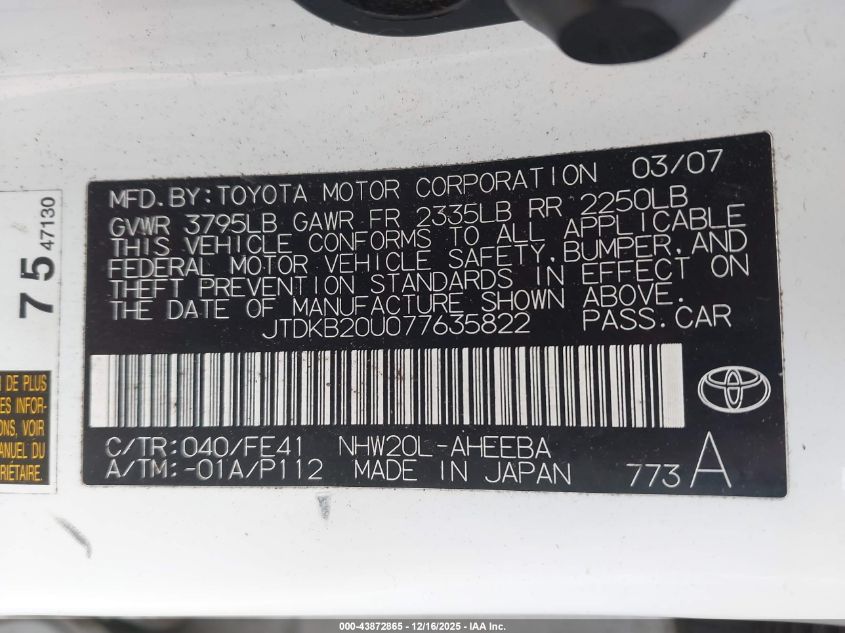 MFD. BY: TOYOTA MOTOR CORPORATION 03/07
GVWR 3795LB GAWR FR 2335LB RR 2250LB
THIS VEHICLE CONFORMS TO ALL APPLICABLE
FEDERAL MOTOR VEHICLE SAFETY, BUMPER, AND
THEFT PREVENTION STANDARDS IN EFFECT ON
THE DATE OF MANUFACTURE SHOWN ABOVE.
JTDKB20U077635822 PASS. CAR
C/TR: 040/FE41 NHW20L-AHEEBA
A/TM: -01A/P112 MADE IN JAPAN 773 A
75 47130
DE PLUS
ES INFOR-
ONS, VOIR
ANUEL DU
RIÉTAIRE.
000-43872865 - 12/16/2025 - IAA Inc.